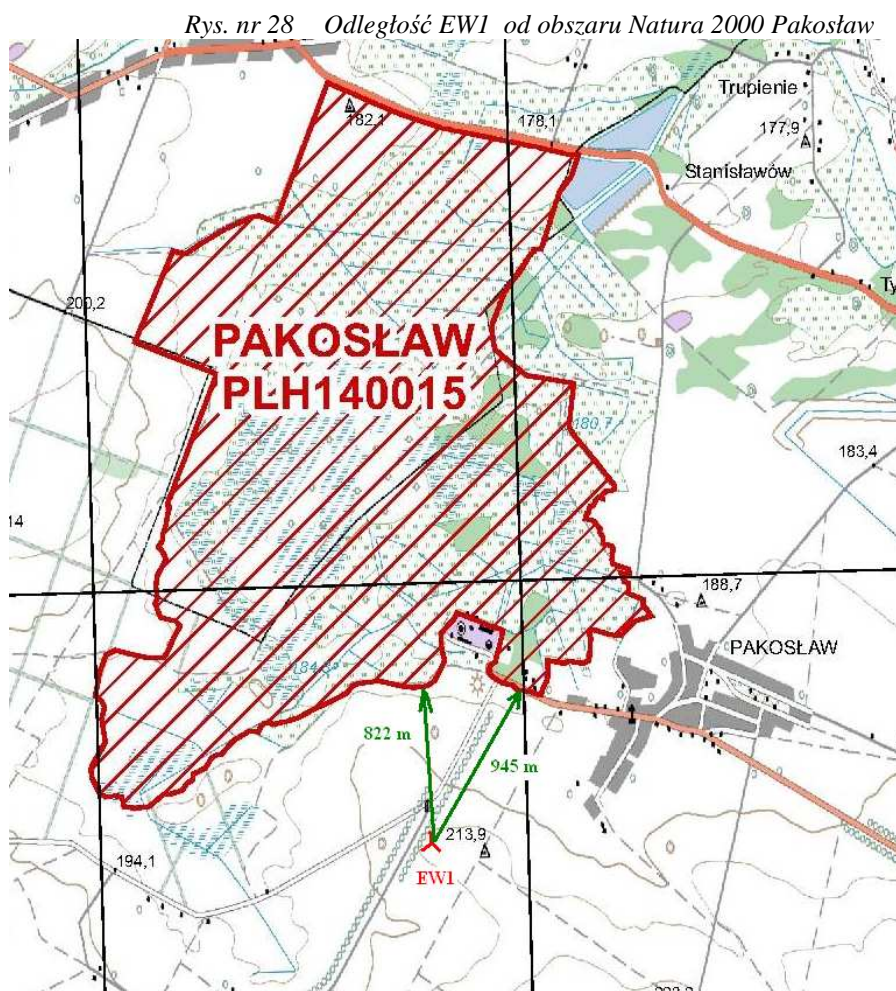 Rys. nr 28 Odległość EW1 od obszaru Natura 2000 Pakosław
Trupienie
182,1
178,1
177,9
Stanisławów
Ty
200,2
PAKOSŁAW
PLH140015
180,7
183,4
14
188,7
PAKOSŁAW
184,3
822 m
945 m
213,9
194,1
EW1